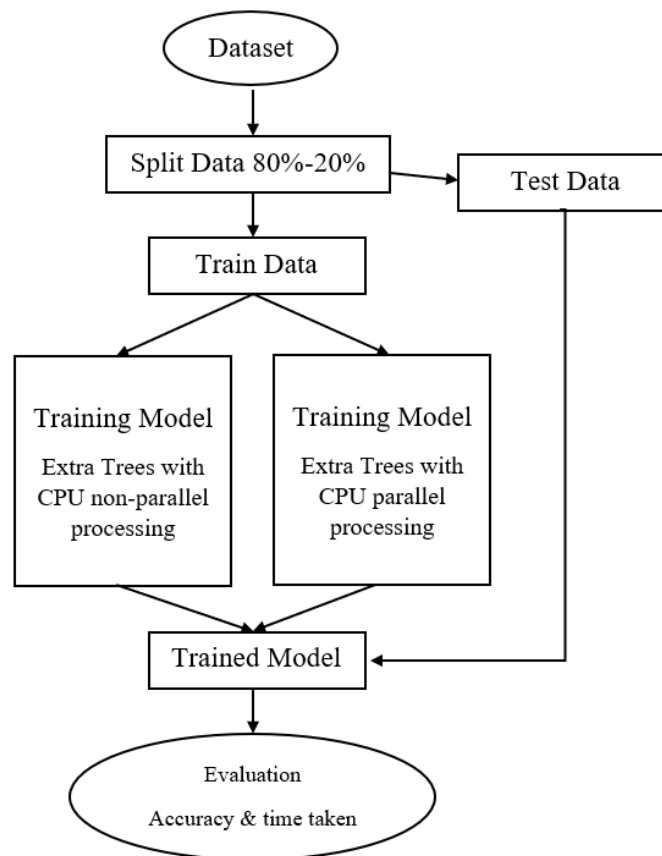 Dataset
Split Data 80%-20%
Test Data
Train Data
Training Model
Extra Trees with
CPU non-parallel
processing
Training Model
Extra Trees with
CPU parallel
processing
Trained Model
Evaluation
Accuracy & time taken